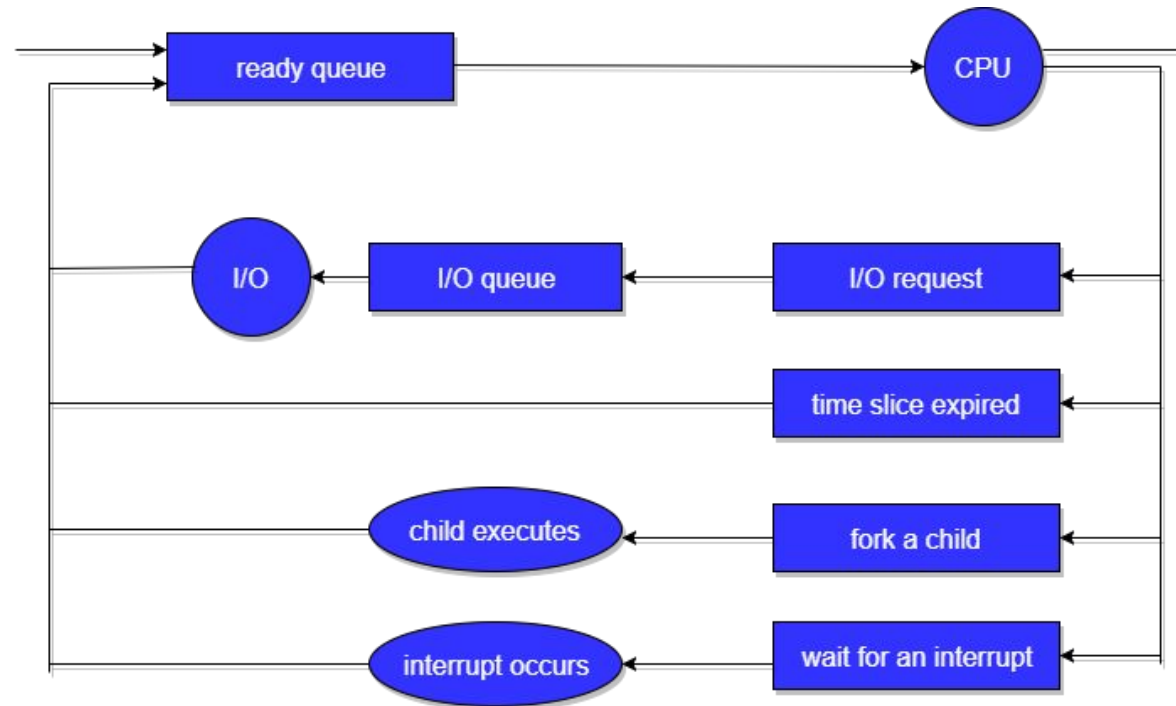 ready queue
CPU
I/O
I/O queue
I/O request
time slice expired
child executes
fork a child
interrupt occurs
wait for an interrupt